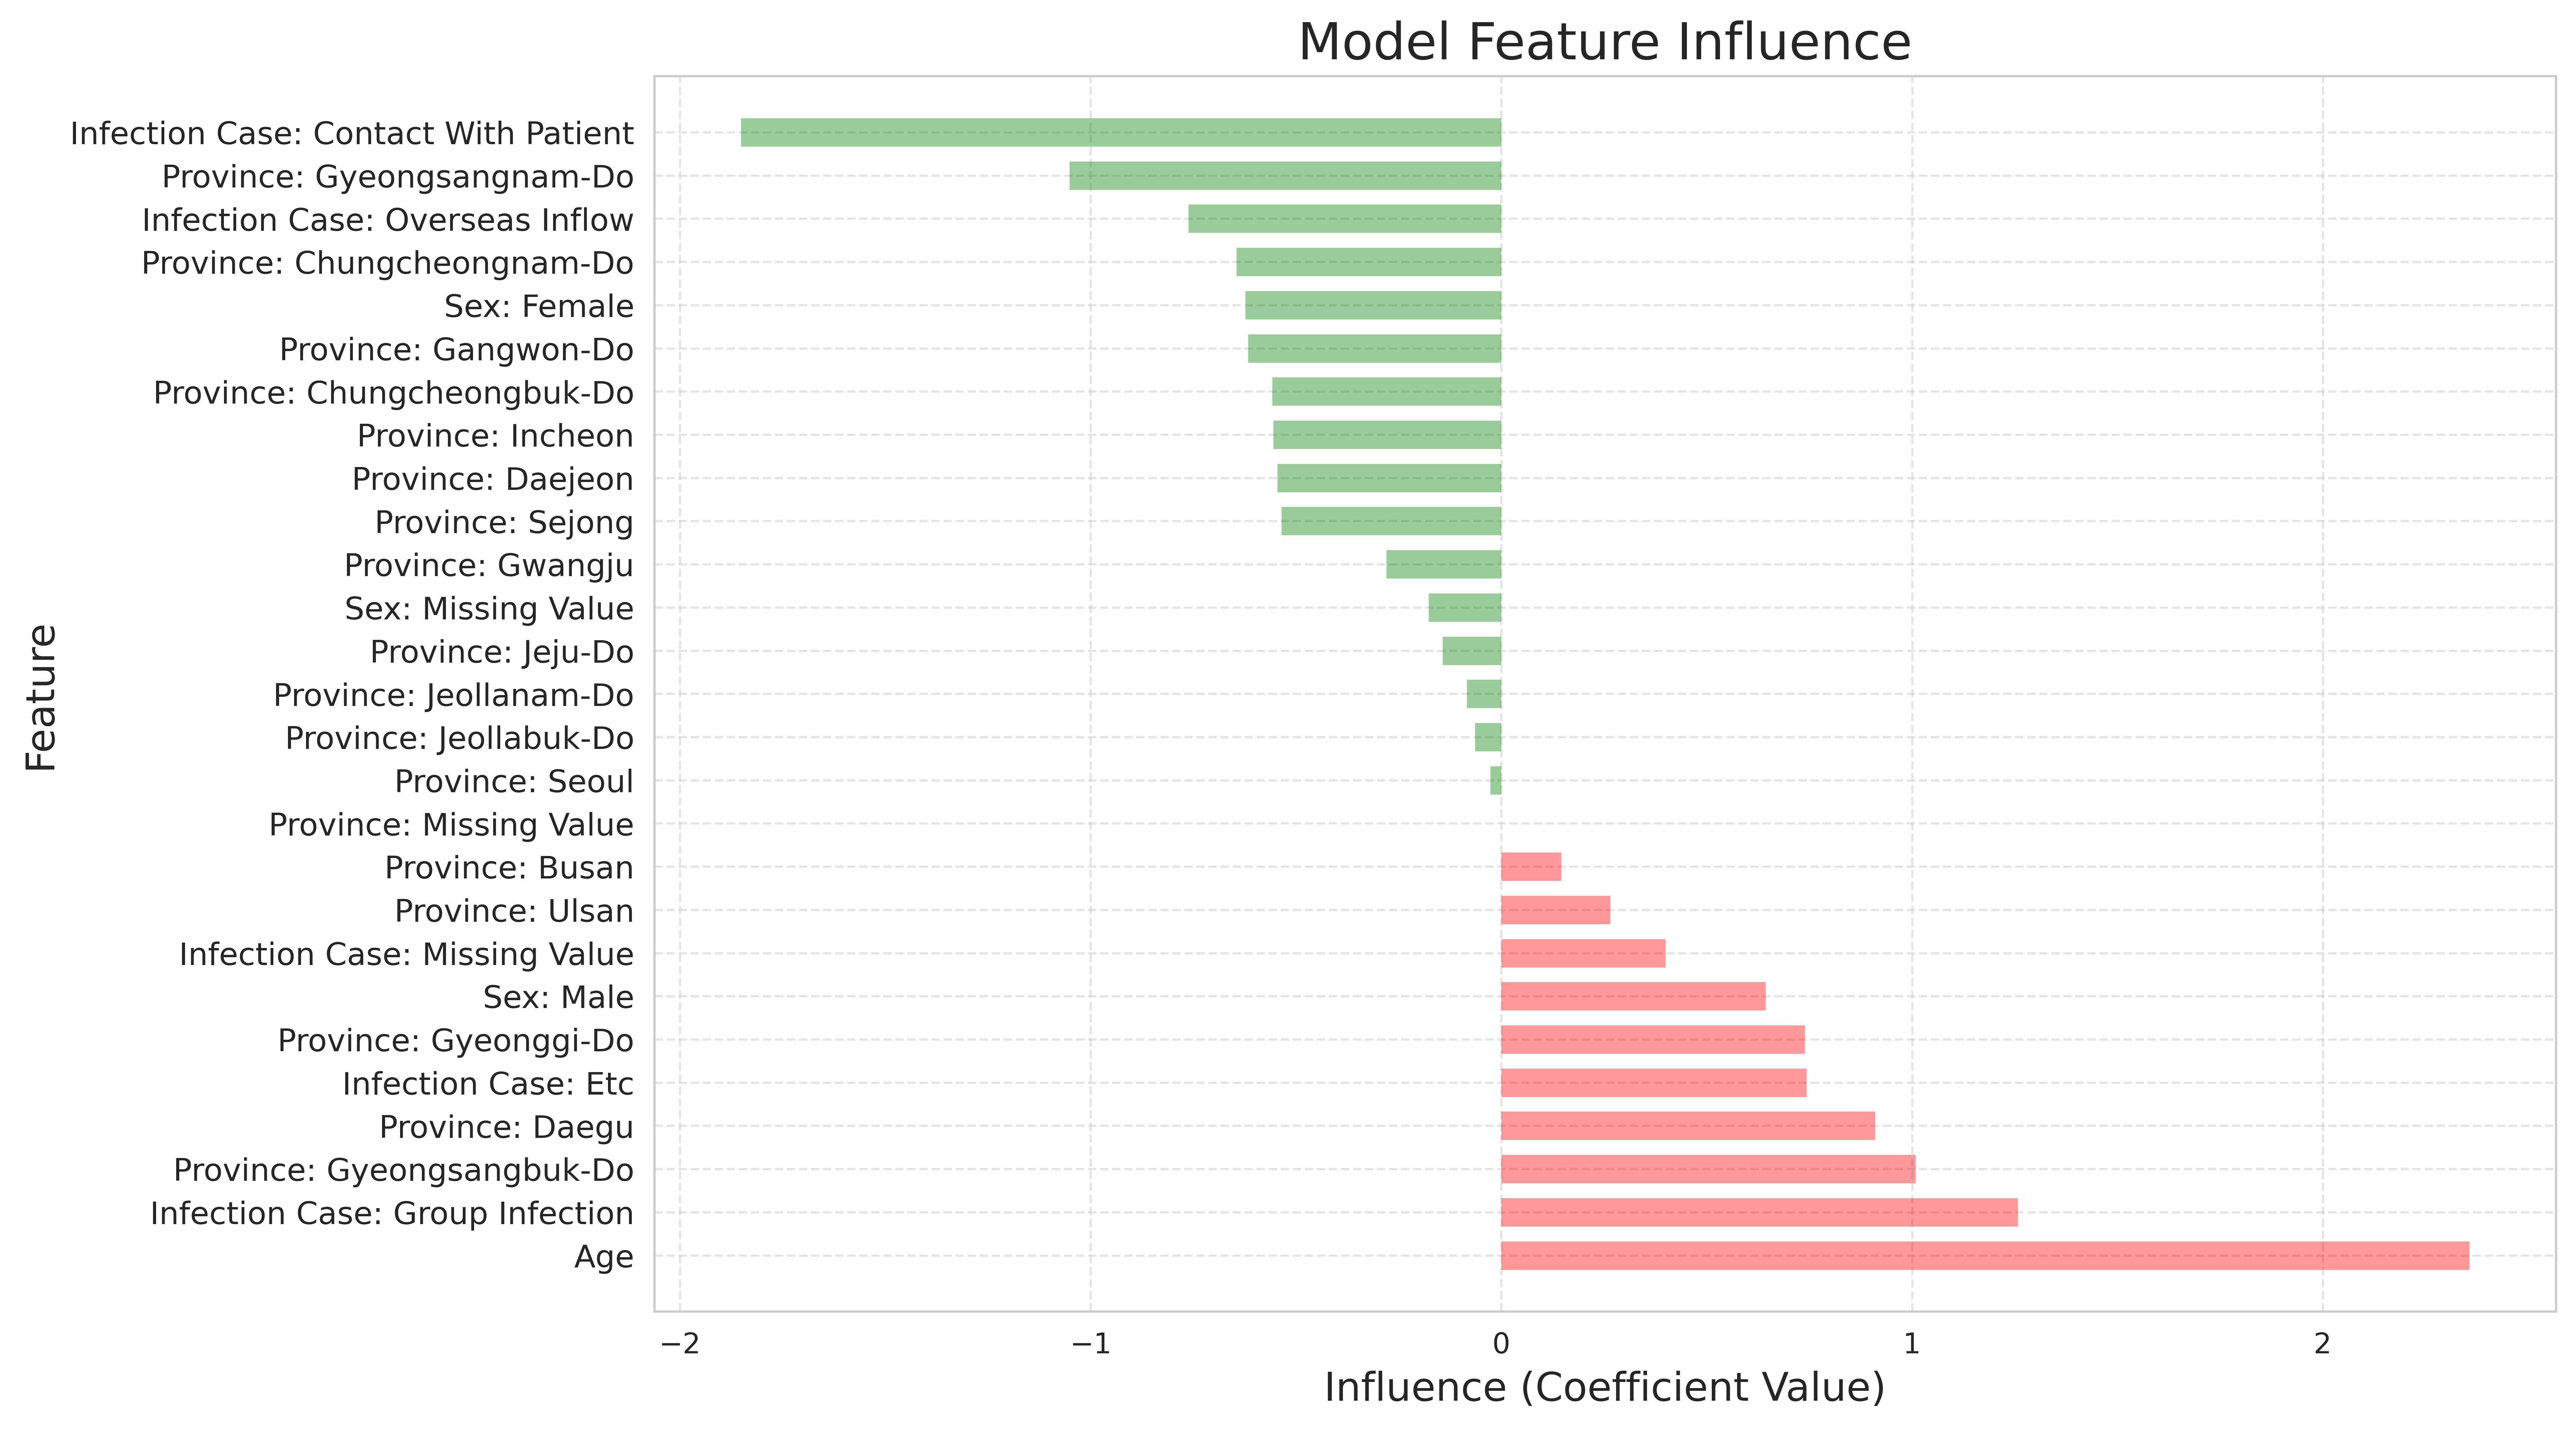 Model Feature Influence
Infection Case: Contact With Patient
Province: Gyeongsangnam-Do
Infection Case: Overseas Inflow
Province: Chungcheongnam-Do
Sex: Female
Province: Gangwon-Do
Province: Chungcheongbuk-Do
Province: Incheon
Province: Daejeon
Province: Sejong
Province: Gwangju
Sex: Missing Value
Province: Jeju-Do
Province: Jeollanam-Do
Province: Jeollabuk-Do
Province: Seoul
Province: Missing Value
Province: Busan
Province: Ulsan
Infection Case: Missing Value
Sex: Male
Province: Gyeonggi-Do
Infection Case: Etc
Province: Daegu
Province: Gyeongsangbuk-Do
Infection Case: Group Infection
Age
Feature
−2 −1 0 1 2
Influence (Coefficient Value)